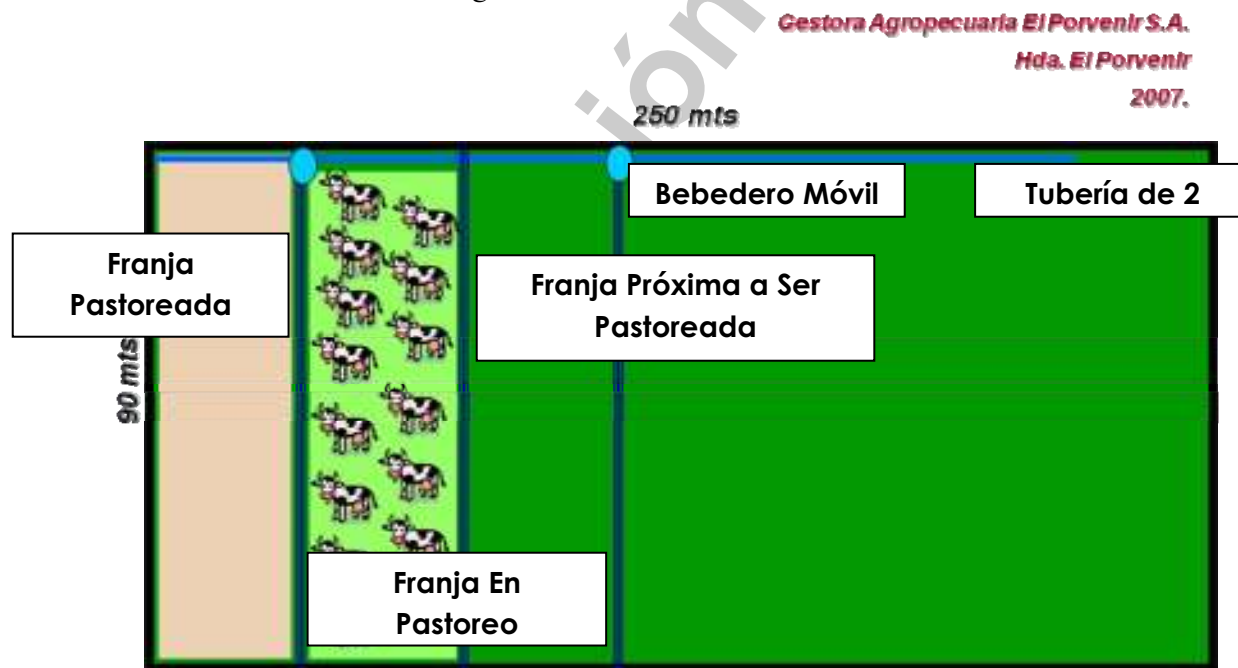 Gestora Agropecuaria El Porvenir S.A.
Hda. El Porvenir
2007.
250 mts
Bebedero Móvil
Tubería de 2
Franja
Pastoreada
Franja Próxima a Ser
Pastoreada
90 mts
Franja En
Pastoreo